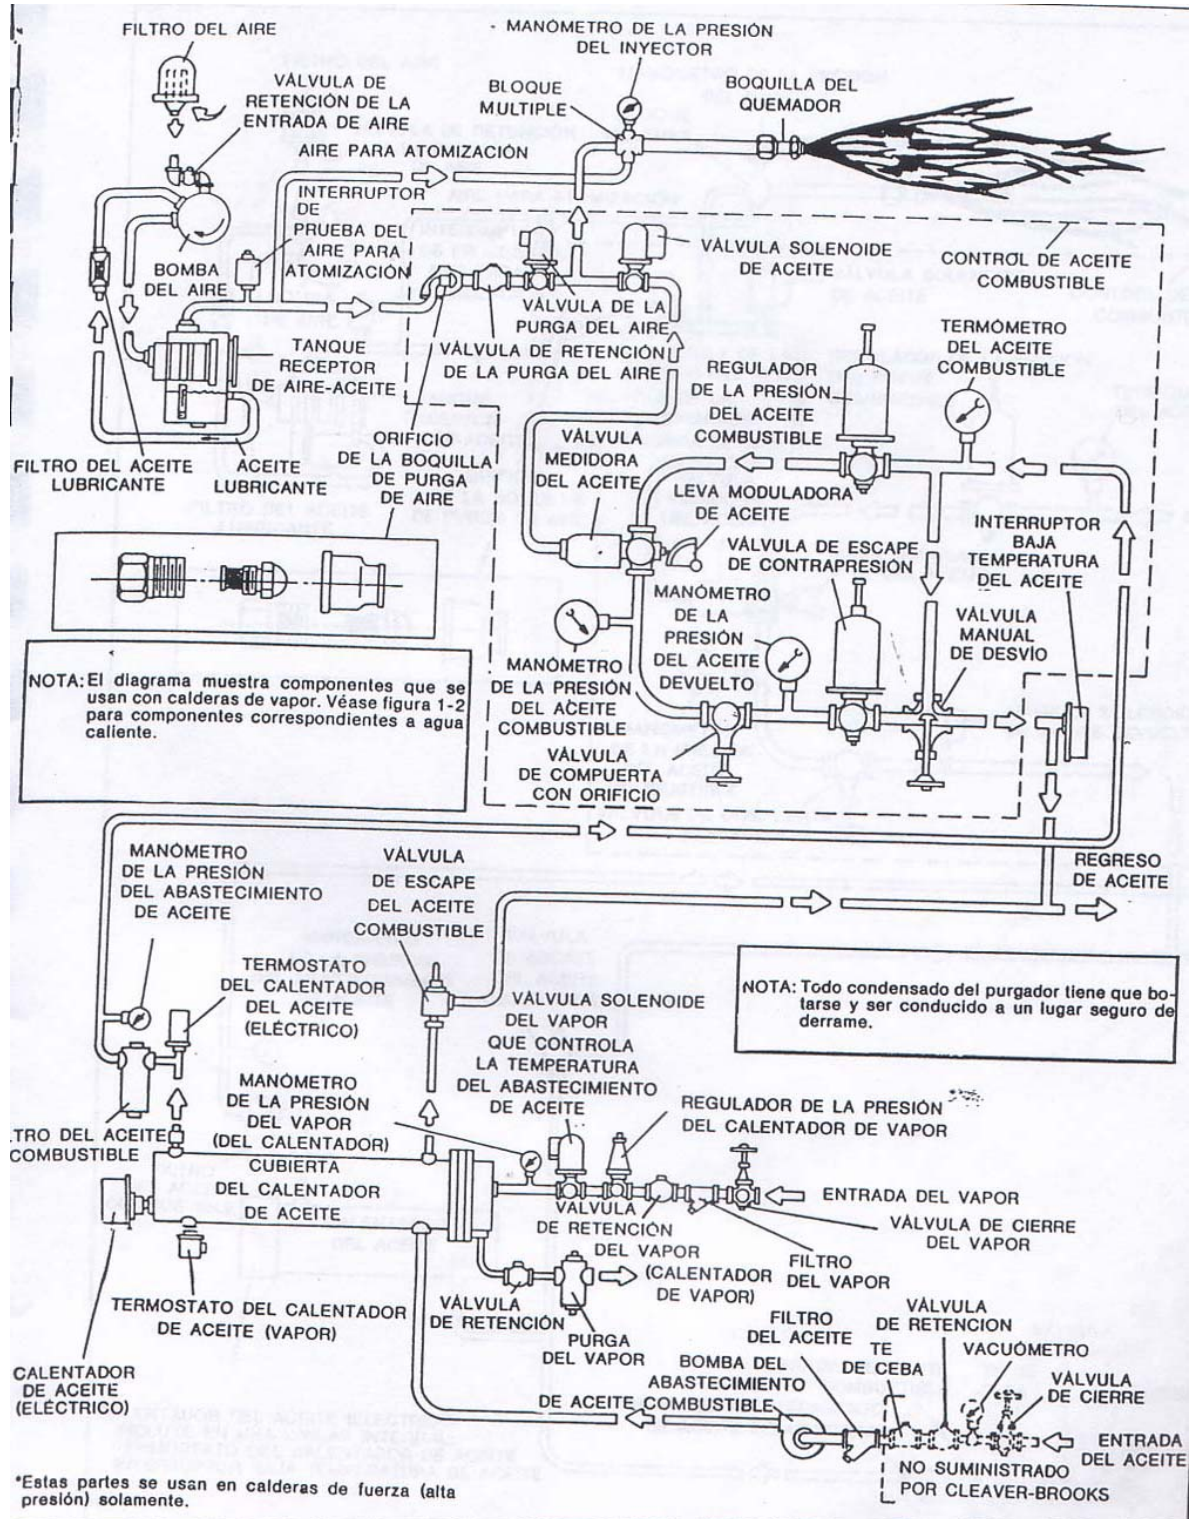 FILTRO DEL AIRE
MANÓMETRO DE LA PRESIÓN
DEL INYECTOR
VÁLVULA DE
RETENCIÓN DE LA
ENTRADA DE AIRE
BLOQUE
MULTIPLE
BOQUILLA DEL
QUEMADOR
AIRE PARA ATOMIZACIÓN
INTERRUPTOR
DE
PRUEBA DEL
AIRE PARA
ATOMIZACIÓN
BOMBA
DEL AIRE
VÁLVULA SOLENOIDE
DE ACEITE
CONTROL DE ACEITE
COMBUSTIBLE
VÁLVULA DE LA
PURGA DEL AIRE
TANQUE
RECEPTOR
DE AIRE-ACEITE
VÁLVULA DE RETENCIÓN
DE LA PURGA DEL AIRE
REGULADOR
DE LA PRESIÓN
DEL ACEITE
COMBUSTIBLE
TERMÓMETRO
DEL ACEITE
COMBUSTIBLE
FILTRO DEL ACEITE
LUBRICANTE
ACEITE
LUBRICANTE
ORIFICIO
DE LA BOQUILLA
DE PURGA
DE AIRE
VÁLVULA
MEDIDORA
DEL ACEITE
LEVA MODULADORA
DE ACEITE
VÁLVULA DE ESCAPE
DE CONTRAPRESIÓN
INTERRUPTOR
BAJA
TEMPERATURA
DEL ACEITE
MANÓMETRO
DE LA
PRESIÓN
DEL ACEITE
DEVUELTO
VÁLVULA
MANUAL
DE DESVÍO
MANÓMETRO
DE LA PRESIÓN
DEL ACEITE
COMBUSTIBLE
VÁLVULA
DE COMPUERTA
CON ORIFICIO
NOTA: El diagrama muestra componentes que se
usan con calderas de vapor. Véase figura 1-2
para componentes correspondientes a agua
caliente.
MANÓMETRO
DE LA PRESIÓN
DEL ABASTECIMIENTO
DE ACEITE
VÁLVULA
DE ESCAPE
DEL ACEITE
COMBUSTIBLE
REGRESO
DE ACEITE
TERMOSTATO
DEL CALENTADOR
DEL ACEITE
(ELÉCTRICO)
VÁLVULA SOLENOIDE
DEL VAPOR
QUE CONTROLA
LA TEMPERATURA
DEL ABASTECIMIENTO
DE ACEITE
NOTA: Todo condensado del purgador tiene que bo-
tarse y ser conducido a un lugar seguro de
derrame.
MANÓMETRO
DE LA PRESIÓN
DEL VAPOR
(DEL CALENTADOR)
REGULADOR DE LA PRESIÓN
DEL CALENTADOR DE VAPOR
LTRO DEL ACEITE
COMBUSTIBLE
CUBIERTA
DEL CALENTADOR
DE ACEITE
ENTRADA DEL VAPOR
VÁLVULA
DE RETENCIÓN
DEL VAPOR
(CALENTADOR
DE VAPOR)
VÁLVULA DE CIERRE
DEL VAPOR
FILTRO
DEL VAPOR
TERMOSTATO DEL CALENTADOR
DE ACEITE (VAPOR)
VÁLVULA
DE RETENCIÓN
PURGA
DEL VAPOR
CALENTADOR
DE ACEITE
(ELÉCTRICO)
BOMBA DEL
ABASTECIMIENTO
DE ACEITE COMBUSTIBLE
FILTRO
DEL ACEITE
TE
DE CEBA
VÁLVULA
DE RETENCION
VACUÓMETRO
VÁLVULA
DE CIERRE
ENTRADA
DEL ACEITE
NO SUMINISTRADO
POR CLEAVER-BROOKS
*Estas partes se usan en calderas de fuerza (alta
presión) solamente.